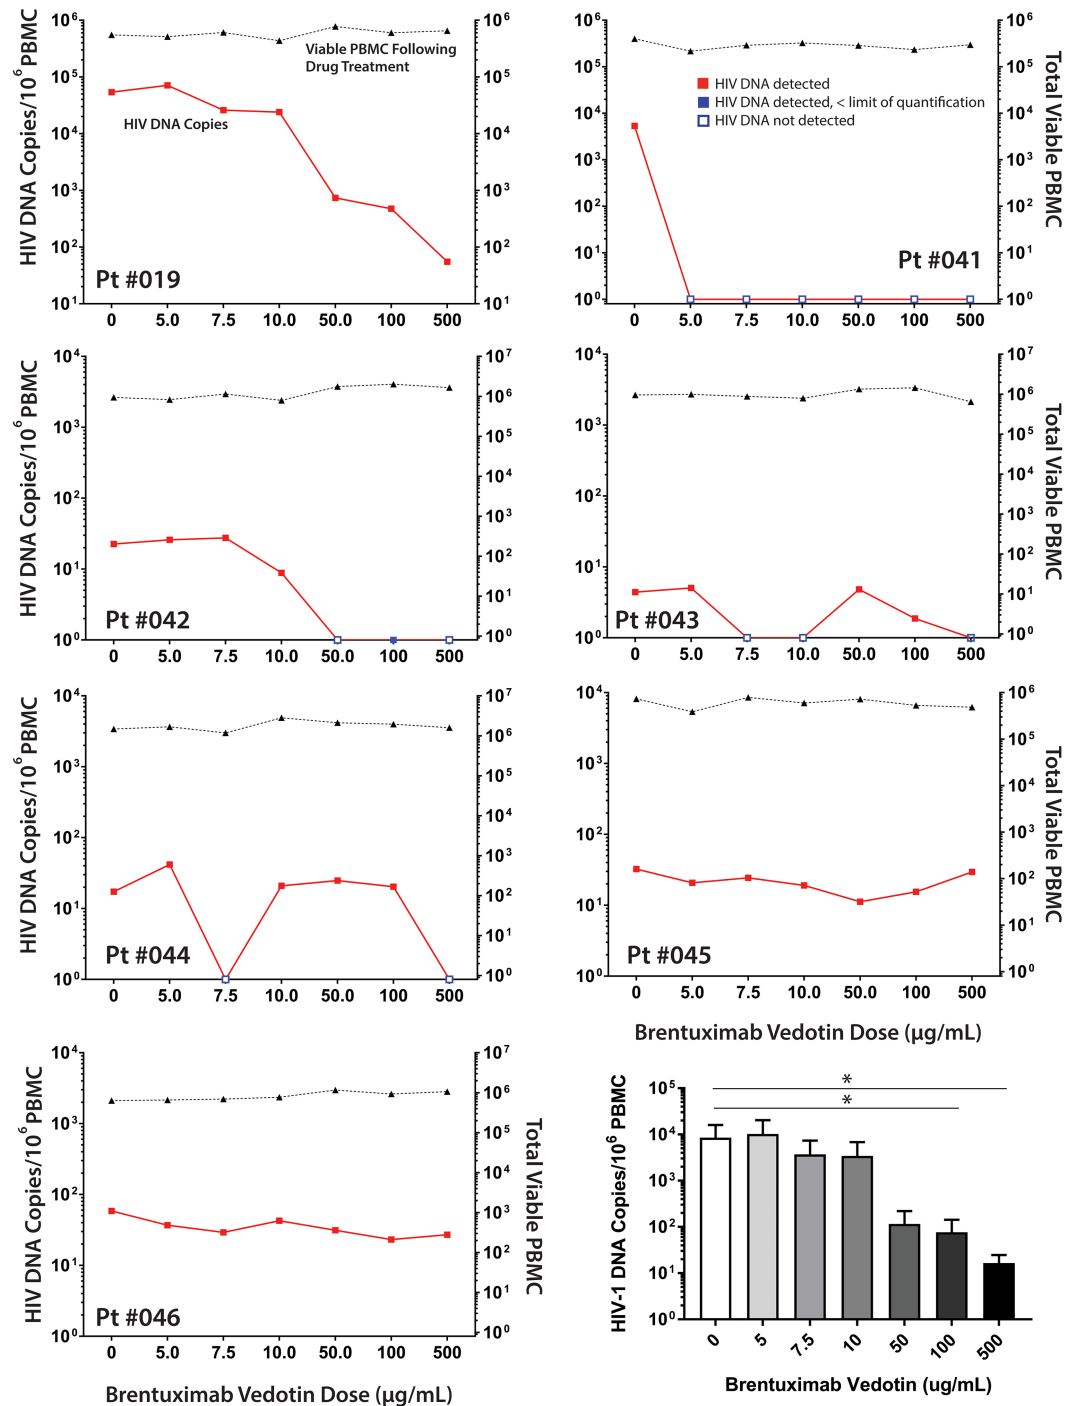 HIV DNA Copies/10^6 PBMC
10^6
10^5
10^4
10^3
10^2
10^1
Viable PBMC Following
Drug Treatment
HIV DNA Copies
Pt #019
10^6
10^5
10^4
10^3
10^2
10^1
0 5.0 7.5 10.0 50.0 100 500
10^6
10^5
10^4
10^3
10^2
10^1
10^0
HIV DNA detected
HIV DNA detected, < limit of quantification
HIV DNA not detected
Pt #041
10^6
10^5
10^4
10^3
10^2
10^1
10^0
Total Viable PBMC
0 5.0 7.5 10.0 50.0 100 500
HIV DNA Copies/10^6 PBMC
10^4
10^3
10^2
10^1
10^0
Pt #042
10^7
10^6
10^5
10^4
10^3
10^2
10^1
10^0
0 5.0 7.5 10.0 50.0 100 500
10^4
10^3
10^2
10^1
10^0
Pt #043
10^7
10^6
10^5
10^4
10^3
10^2
10^1
10^0
Total Viable PBMC
0 5.0 7.5 10.0 50.0 100 500
HIV DNA Copies/10^6 PBMC
10^4
10^3
10^2
10^1
10^0
Pt #044
10^7
10^6
10^5
10^4
10^3
10^2
10^1
10^0
0 5.0 7.5 10.0 50.0 100 500
10^4
10^3
10^2
10^1
10^0
Pt #045
10^6
10^5
10^4
10^3
10^2
10^1
10^0
Total Viable PBMC
0 5.0 7.5 10.0 50.0 100 500
Brentuximab Vedotin Dose (µg/mL)
HIV DNA Copies/10^6 PBMC
10^4
10^3
10^2
10^1
10^0
Pt #046
10^7
10^6
10^5
10^4
10^3
10^2
10^1
10^0
Total Viable PBMC
0 5.0 7.5 10.0 50.0 100 500
Brentuximab Vedotin Dose (µg/mL)
HIV-1 DNA Copies/10^6 PBMC
10^5
10^4
10^3
10^2
10^1
10^0
*
*
0 5 7.5 10 50 100 500
Brentuximab Vedotin (ug/mL)